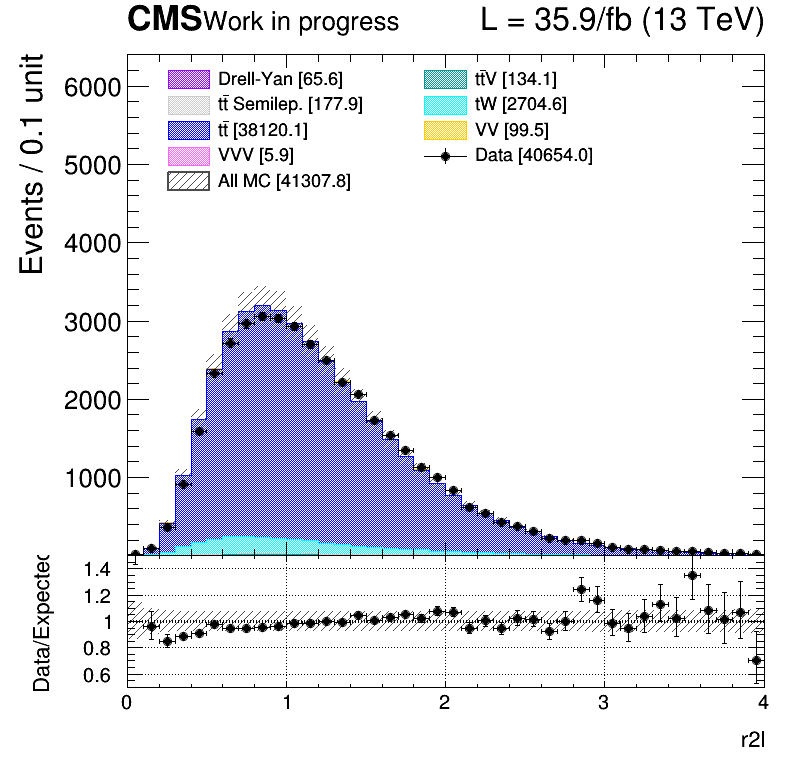 CMS Work in progress L = 35.9/fb (13 TeV)
Events / 0.1 unit
6000
5000
4000
3000
2000
1000
Drell-Yan [65.6]
tt̄ Semilep. [177.9]
tt̄ [38120.1]
VVV [5.9]
All MC [41307.8]
tt̄V [134.1]
tW [2704.6]
VV [99.5]
Data [40654.0]
Data/Expected
1.4
1.2
1
0.8
0.6
0 1 2 3 4
r2l